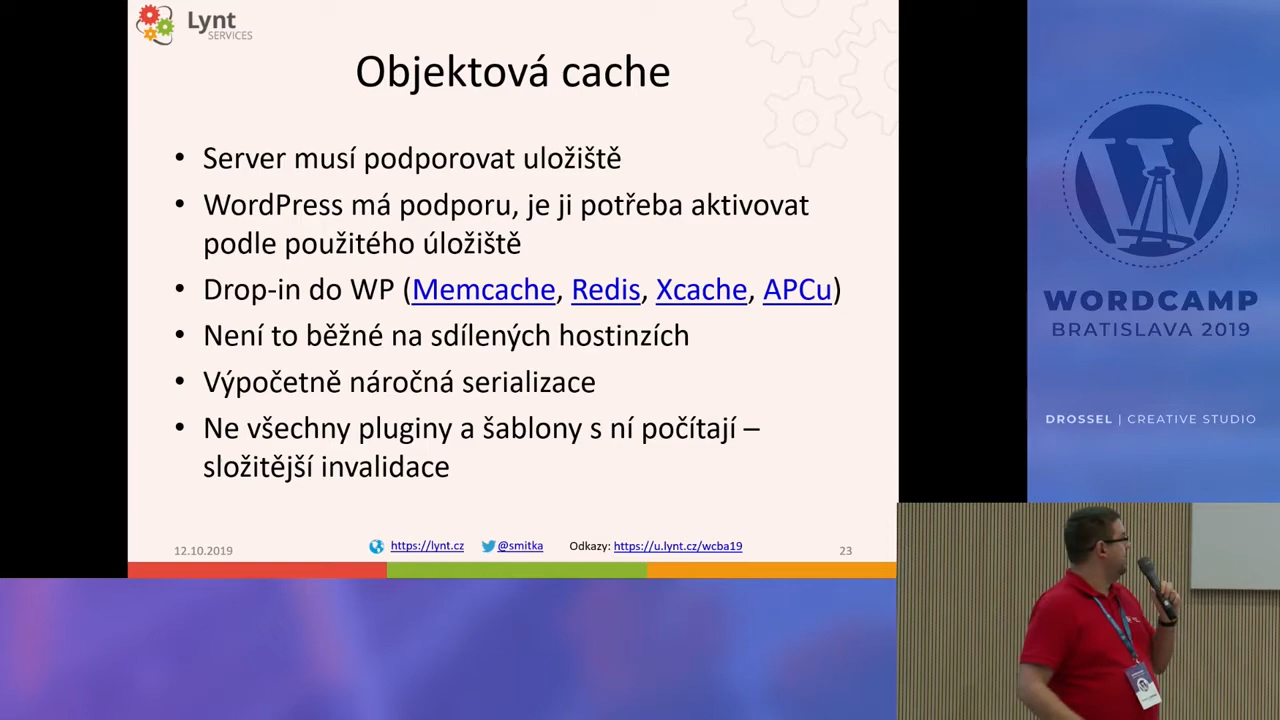 Lynt
SERVICES
Objektová cache
• Server musí podporovat uložiště
• WordPress má podporu, je ji potřeba aktivovat
podle použitého úložiště
• Drop-in do WP (Memcache, Redis, Xcache, APCu)
• Není to běžné na sdílených hostinzích
• Výpočetně náročná serializace
• Ne všechny pluginy a šablony s ní počítají –
složitější invalidace
12.10.2019
https://lynt.cz
@smitka
Odkazy: https://u.lynt.cz/wcba19
23
WORDCAMP
BRATISLAVA 2019
DROSSEL | CREATIVE STUDIO